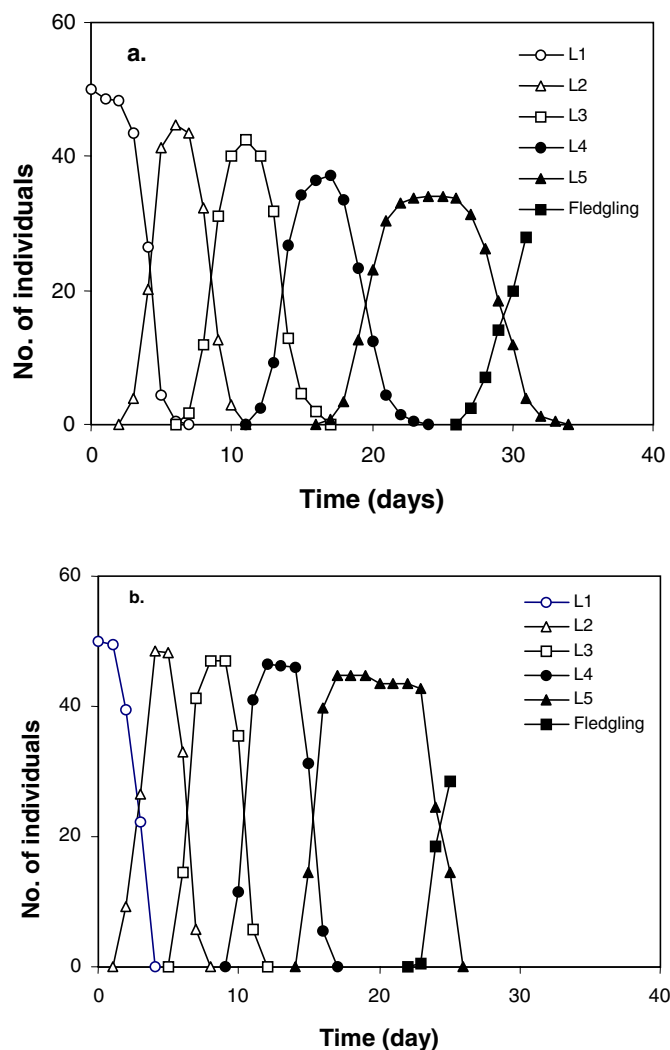 60
a.
L1
L2
L3
L4
L5
Fledgling
40
20
0
0 10 20 30 40
No. of individuals
Time (days)
60
b.
L1
L2
L3
L4
L5
Fledgling
40
20
0
0 10 20 30 40
No. of individuals
Time (day)